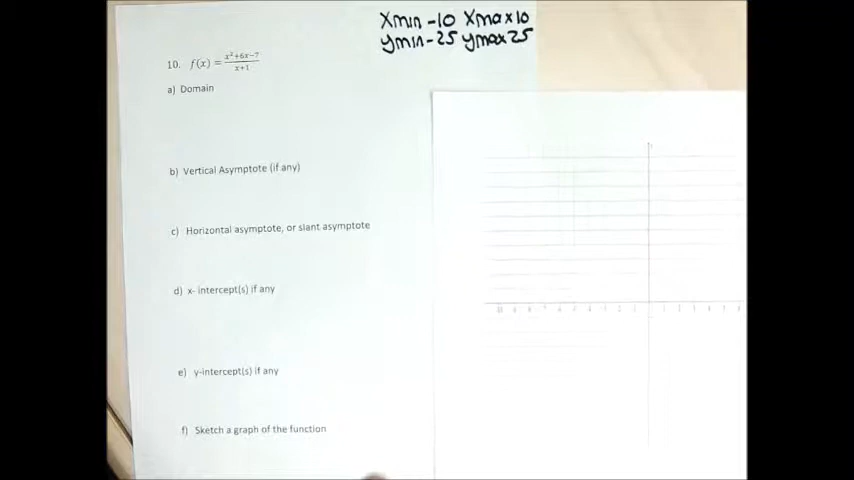 Xmin -10 Xmax 10
ymin -25 ymax 25
10. f(x) = x²+6x-7 / x+1
a) Domain
b) Vertical Asymptote (if any)
c) Horizontal asymptote, or slant asymptote
d) x- intercept(s) if any
e) y-intercept(s) if any
f) Sketch a graph of the function